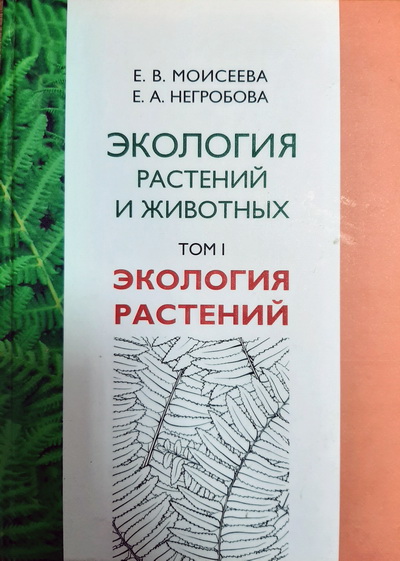 Е. В. МОИСЕЕВА
Е. А. НЕГРОБОВА
ЭКОЛОГИЯ
РАСТЕНИЙ
И ЖИВОТНЫХ
ТОМ I
ЭКОЛОГИЯ
РАСТЕНИЙ